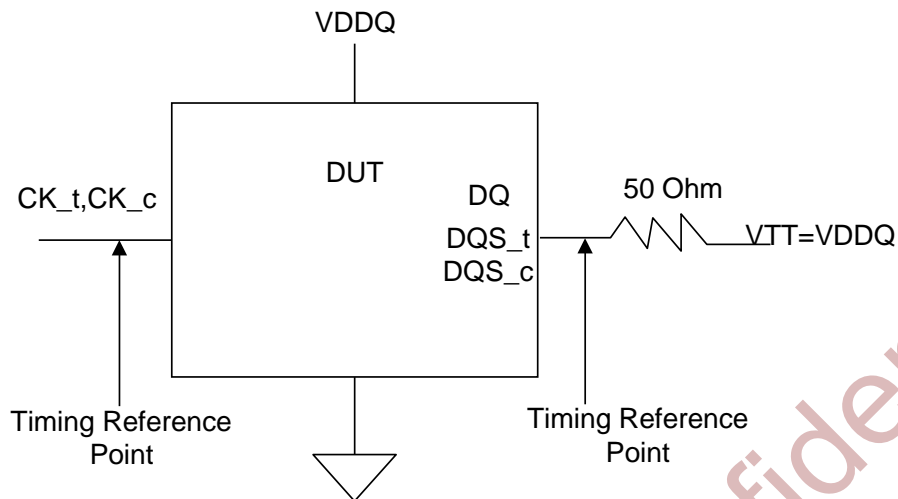 VDDQ
DUT
CK_t,CK_c
DQ
DQS_t
DQS_c
50 Ohm
VTT=VDDQ
Timing Reference
Point
Timing Reference
Point